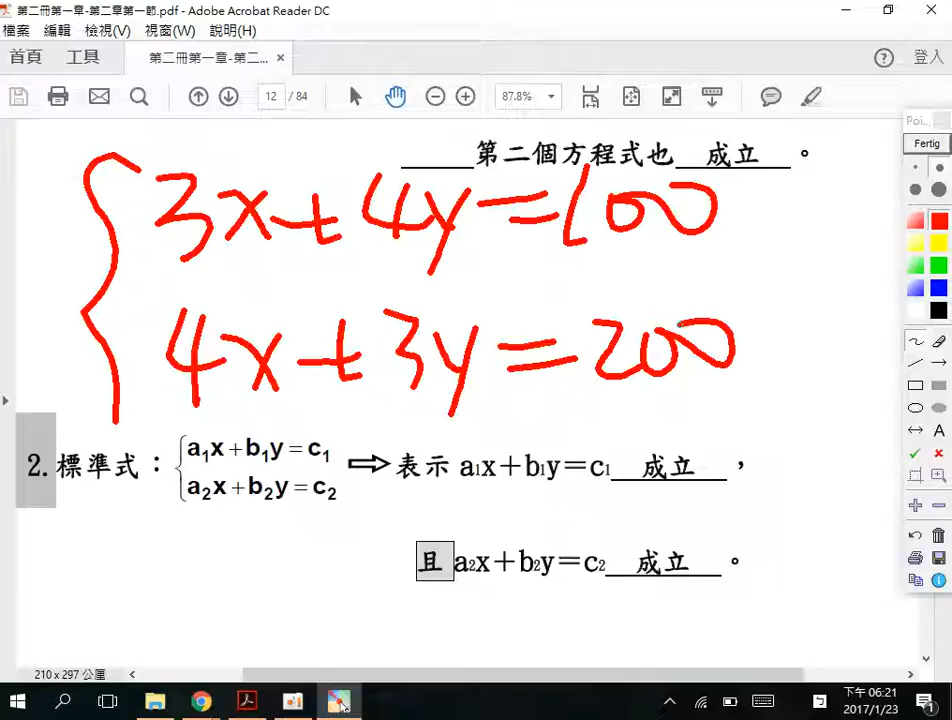 第二冊第一章-第二章第一節.pdf - Adobe Acrobat Reader DC
檔案 編輯 檢視(V) 視窗(W) 說明(H)
首頁 工具 第二冊第一章-第二... × ? 登入
12 / 84 87.8%
Poi...
Fertig
第二個方程式也 成立 。
3x+4y=100
4x+3y=200
2. 標準式：
a₁x+b₁y=c₁
a₂x+b₂y=c₂
表示 a₁x+b₁y=c₁ 成立 ，
且 a₂x+b₂y=c₂ 成立 。
A
210 x 297 公厘
下午 06:21
2017/1/23
1